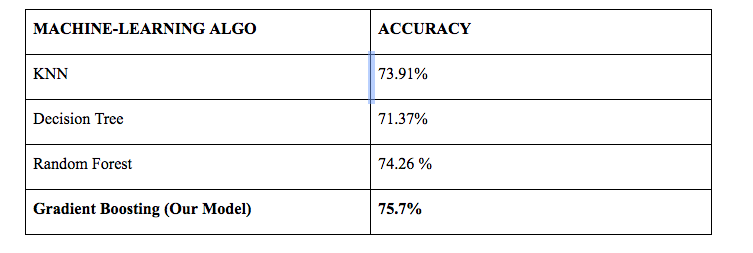 MACHINE-LEARNING ALGO ACCURACY
KNN 73.91%
Decision Tree 71.37%
Random Forest 74.26 %
Gradient Boosting (Our Model) 75.7%